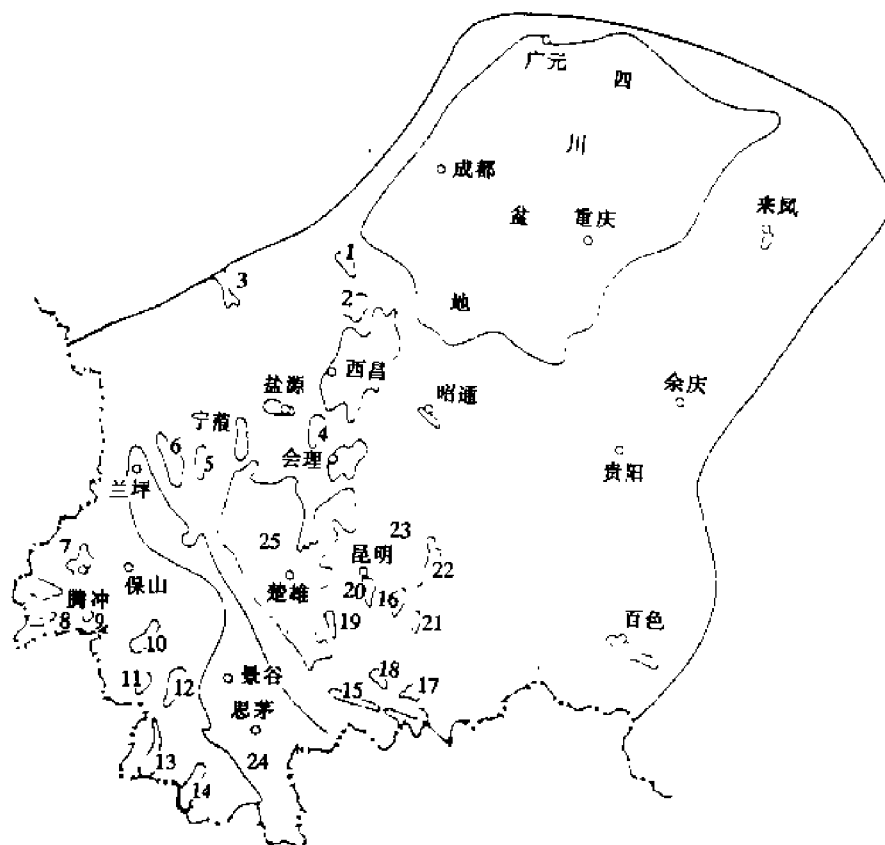 广元
四
川
成都
盆
重庆
来凤
1
3
2
地
西昌
盐源
昭通
余庆
宁蒗
4
6
5
会理
贵阳
兰坪
23
25
昆明
22
7
保山
楚雄
20
腾冲
16
8
9
19
21
百色
10
18
景谷
11
12
17
15
思茅
13
24
14